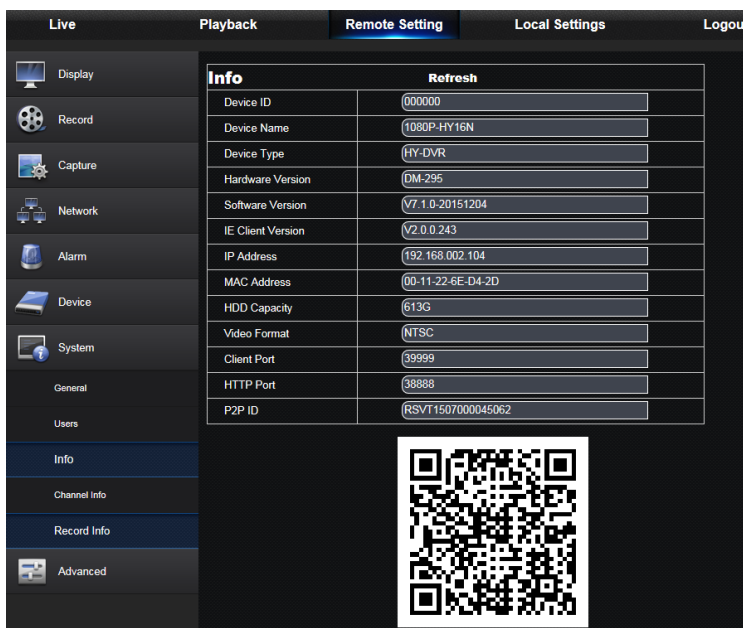 Live Playback Remote Setting Local Settings Logou
Display
Record
Capture
Network
Alarm
Device
System
General
Users
Info
Channel Info
Record Info
Advanced
Info Refresh
Device ID 000000
Device Name 1080P-HY16N
Device Type HY-DVR
Hardware Version DM-295
Software Version V7.1.0-20151204
IE Client Version V2.0.0.243
IP Address 192.168.002.104
MAC Address 00-11-22-6E-D4-2D
HDD Capacity 613G
Video Format NTSC
Client Port 39999
HTTP Port 38888
P2P ID RSVT1507000045062